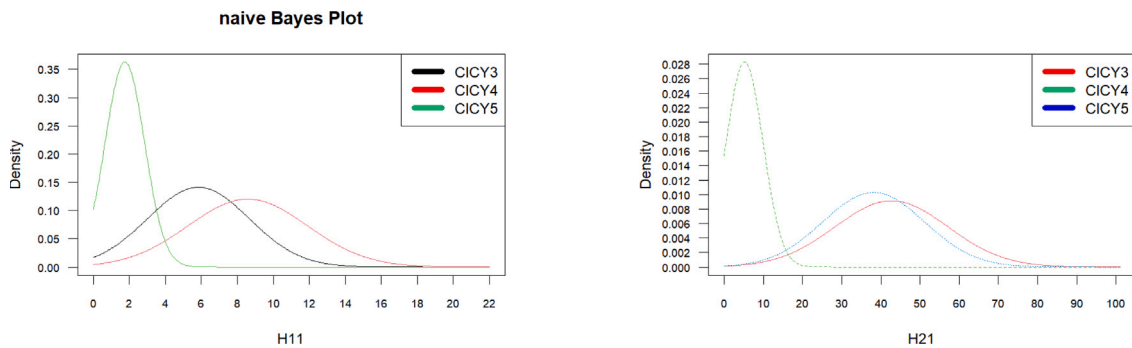 naive Bayes Plot
CICY3
CICY4
CICY5
0.35
0.30
0.25
0.20
0.15
0.10
0.05
0.00
Density
0 2 4 6 8 10 12 14 16 18 20 22
H11
CICY3
CICY4
CICY5
0.028
0.026
0.024
0.022
0.020
0.018
0.016
0.014
0.012
0.010
0.008
0.006
0.004
0.002
0.000
Density
0 10 20 30 40 50 60 70 80 90 100
H21